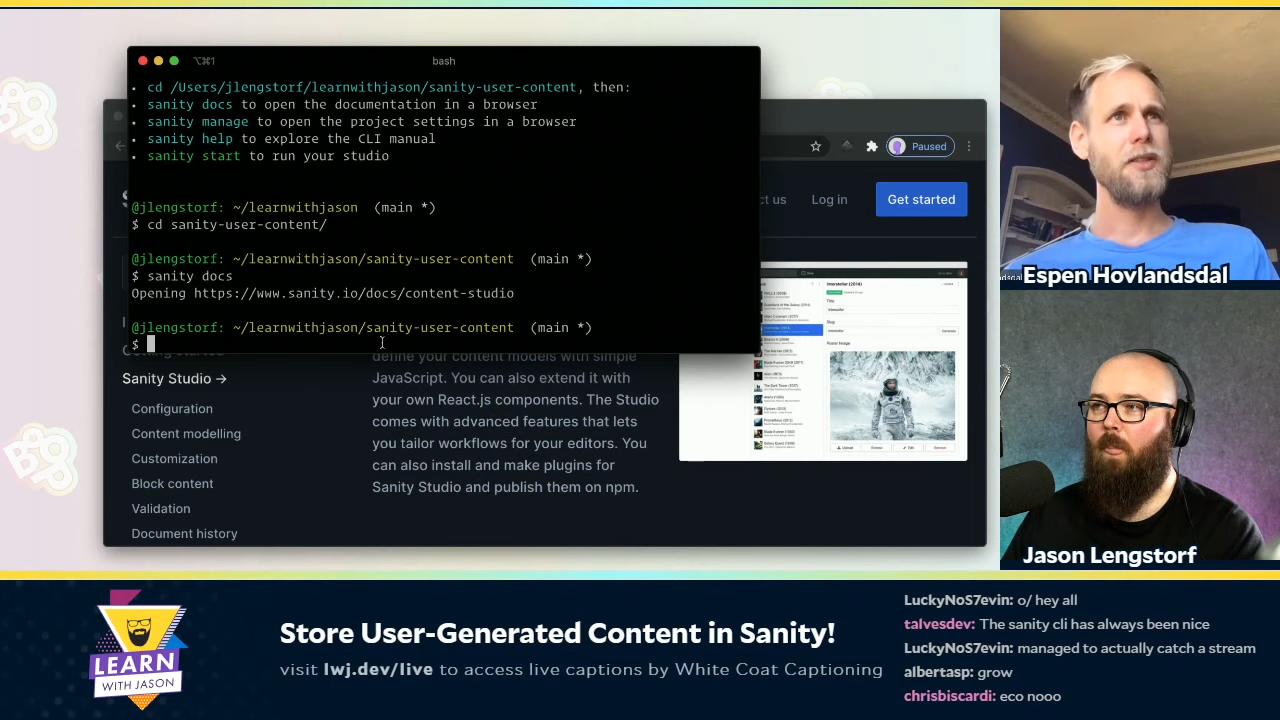 ⌥⌘1
bash
• cd /Users/jlengstorf/learnwithjason/sanity-user-content, then:
• sanity docs to open the documentation in a browser
• sanity manage to open the project settings in a browser
• sanity help to explore the CLI manual
• sanity start to run your studio
@jlengstorf: ~/learnwithjason (main *)
$ cd sanity-user-content/
@jlengstorf: ~/learnwithjason/sanity-user-content (main *)
$ sanity docs
Opening https://www.sanity.io/docs/content-studio
@jlengstorf: ~/learnwithjason/sanity-user-content (main *)
$
Paused
us
Log in
Get started
Sanity Studio →
Configuration
Content modelling
Customization
Block content
Validation
Document history
define your content models with simple
JavaScript. You can also extend it with
your own React.js components. The Studio
comes with advanced features that lets
you tailor workflows for your editors. You
can also install and make plugins for
Sanity Studio and publish them on npm.
Interstellar (2014)
Espen Hovlandsdal
Jason Lengstorf
LEARN
WITH JASON
Store User-Generated Content in Sanity!
visit lwj.dev/live to access live captions by White Coat Captioning
LuckyNoS7evin: o/ hey all
talvesdev: The sanity cli has always been nice
LuckyNoS7evin: managed to actually catch a stream
albertasp: grow
chrisbiscardi: eco nooo